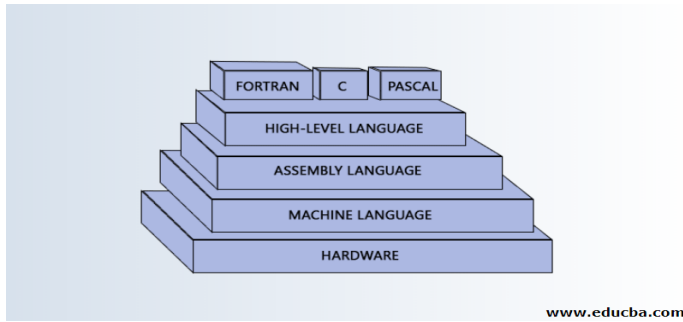 FORTRAN C PASCAL
HIGH-LEVEL LANGUAGE
ASSEMBLY LANGUAGE
MACHINE LANGUAGE
HARDWARE
www.educba.com